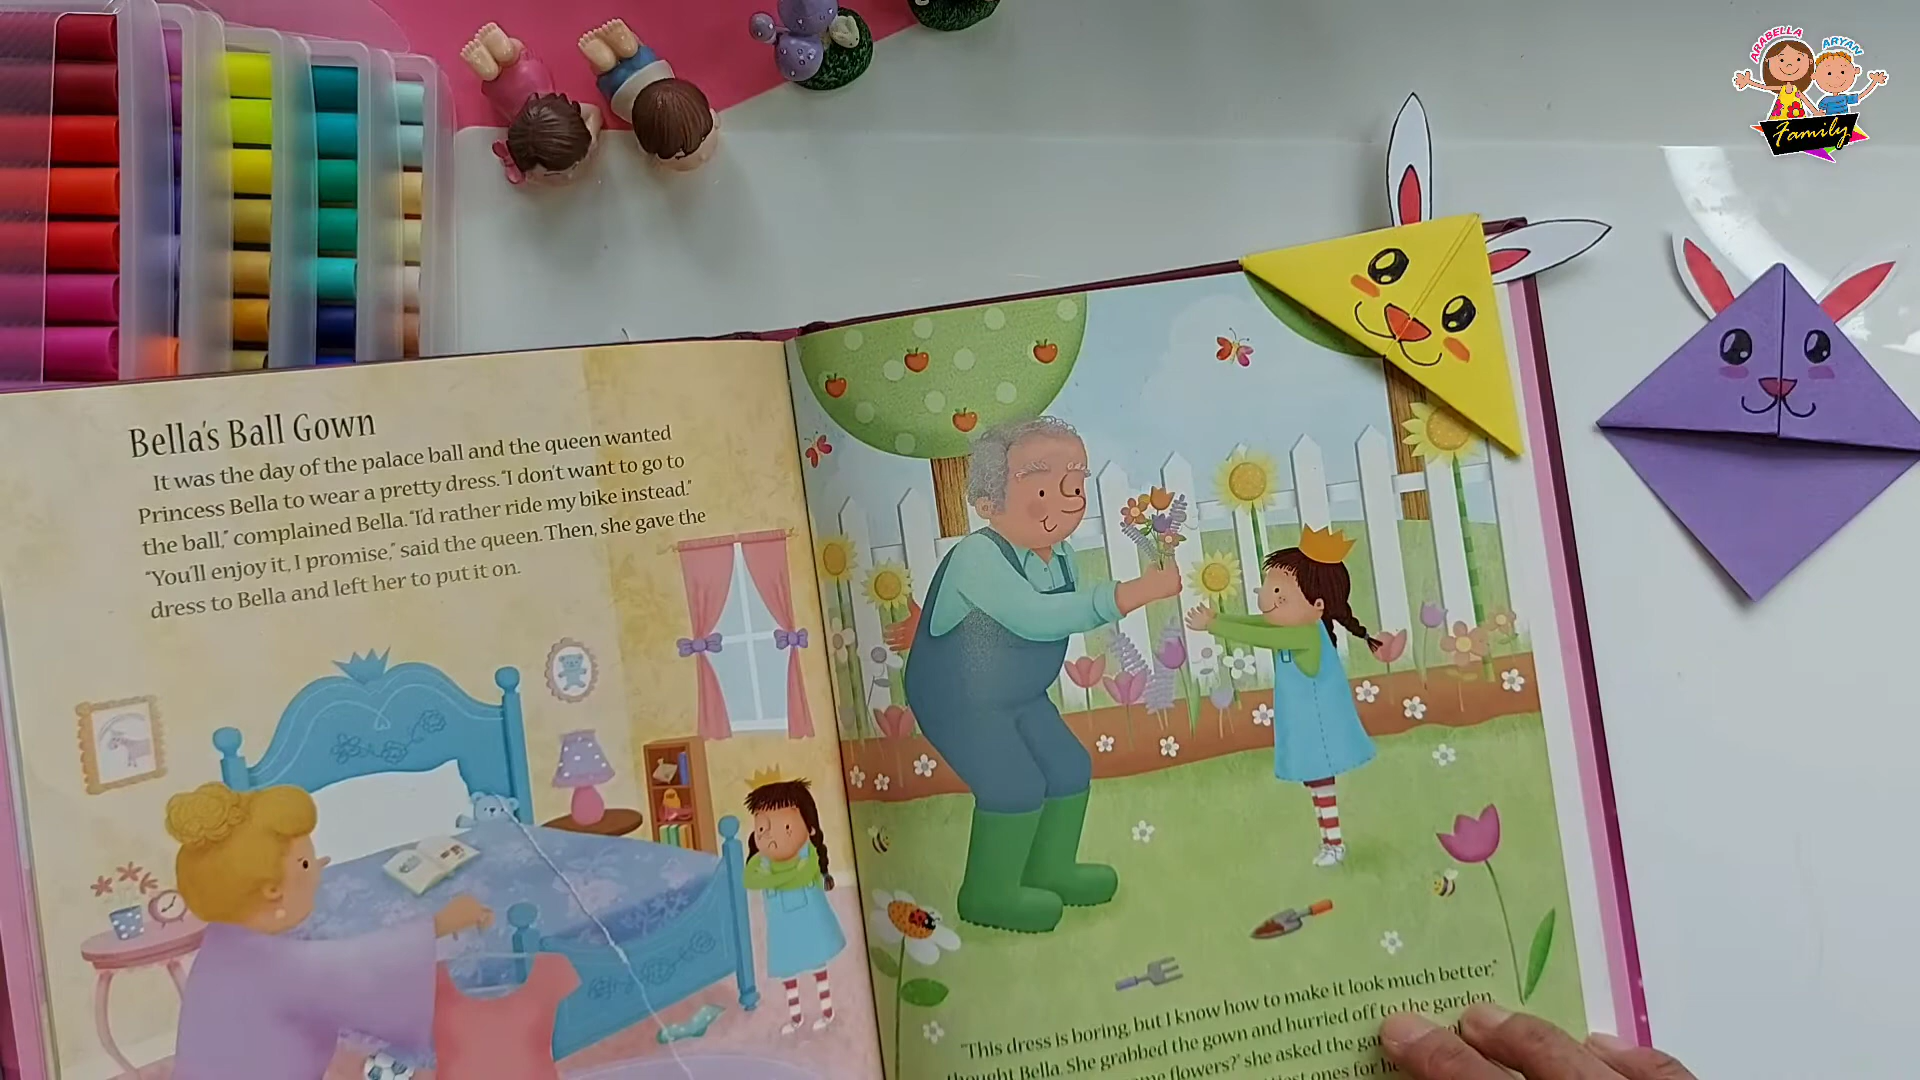 ARABELLA
ARYAN
Family
Bella's Ball Gown
It was the day of the palace ball and the queen wanted
Princess Bella to wear a pretty dress. "I don't want to go to
the ball," complained Bella. "I'd rather ride my bike instead."
"You'll enjoy it, I promise," said the queen. Then, she gave the
dress to Bella and left her to put it on.
"This dress is boring, but I know how to make it look much better,"
thought Bella. She grabbed the gown and hurried off to the garden.
flowers?" she asked the
ones for